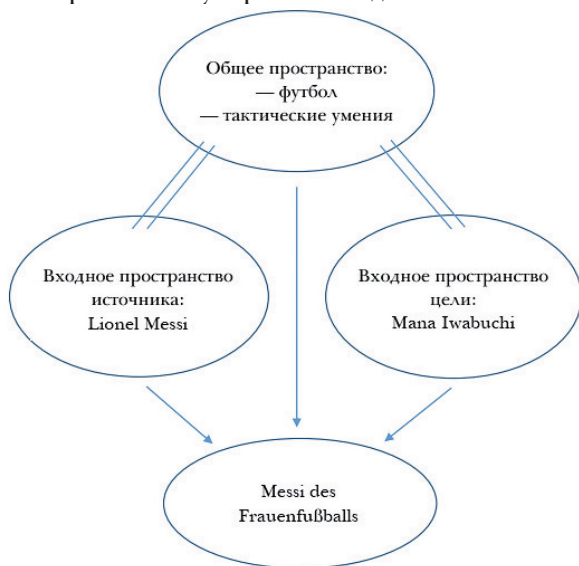 Общее пространство:
— футбол
— тактические умения
Входное пространство
источника:
Lionel Messi
Входное пространство
цели:
Mana Iwabuchi
Messi des
Frauenfußballs